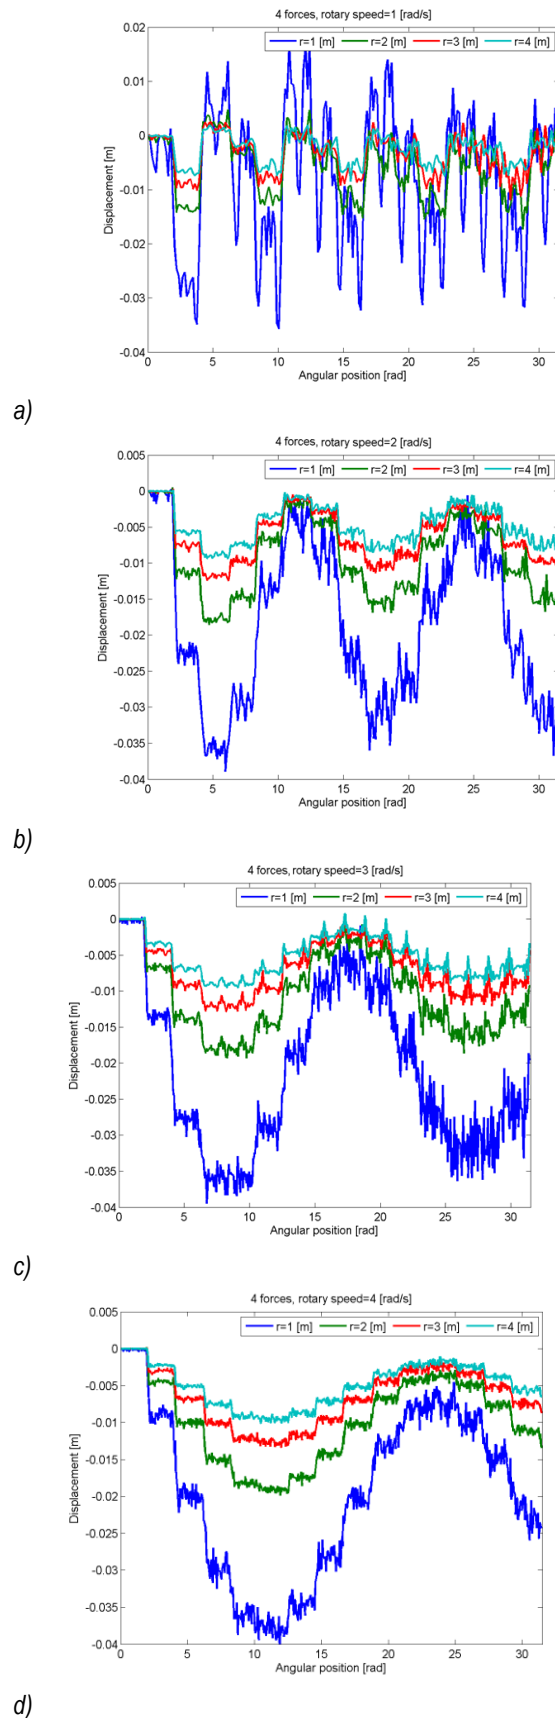 4 forces, rotary speed=1 [rad/s]
r=1 [m] r=2 [m] r=3 [m] r=4 [m]
0.02
0.01
0
-0.01
-0.02
-0.03
-0.04
Displacement [m]
0 5 10 15 20 25 30
Angular position [rad]
a)
4 forces, rotary speed=2 [rad/s]
r=1 [m] r=2 [m] r=3 [m] r=4 [m]
0.005
0
-0.005
-0.01
-0.015
-0.02
-0.025
-0.03
-0.035
-0.04
Displacement [m]
0 5 10 15 20 25 30
Angular position [rad]
b)
4 forces, rotary speed=3 [rad/s]
r=1 [m] r=2 [m] r=3 [m] r=4 [m]
0.005
0
-0.005
-0.01
-0.015
-0.02
-0.025
-0.03
-0.035
-0.04
Displacement [m]
0 5 10 15 20 25 30
Angular position [rad]
c)
4 forces, rotary speed=4 [rad/s]
r=1 [m] r=2 [m] r=3 [m] r=4 [m]
0.005
0
-0.005
-0.01
-0.015
-0.02
-0.025
-0.03
-0.035
-0.04
Displacement [m]
0 5 10 15 20 25 30
Angular position [rad]
d)